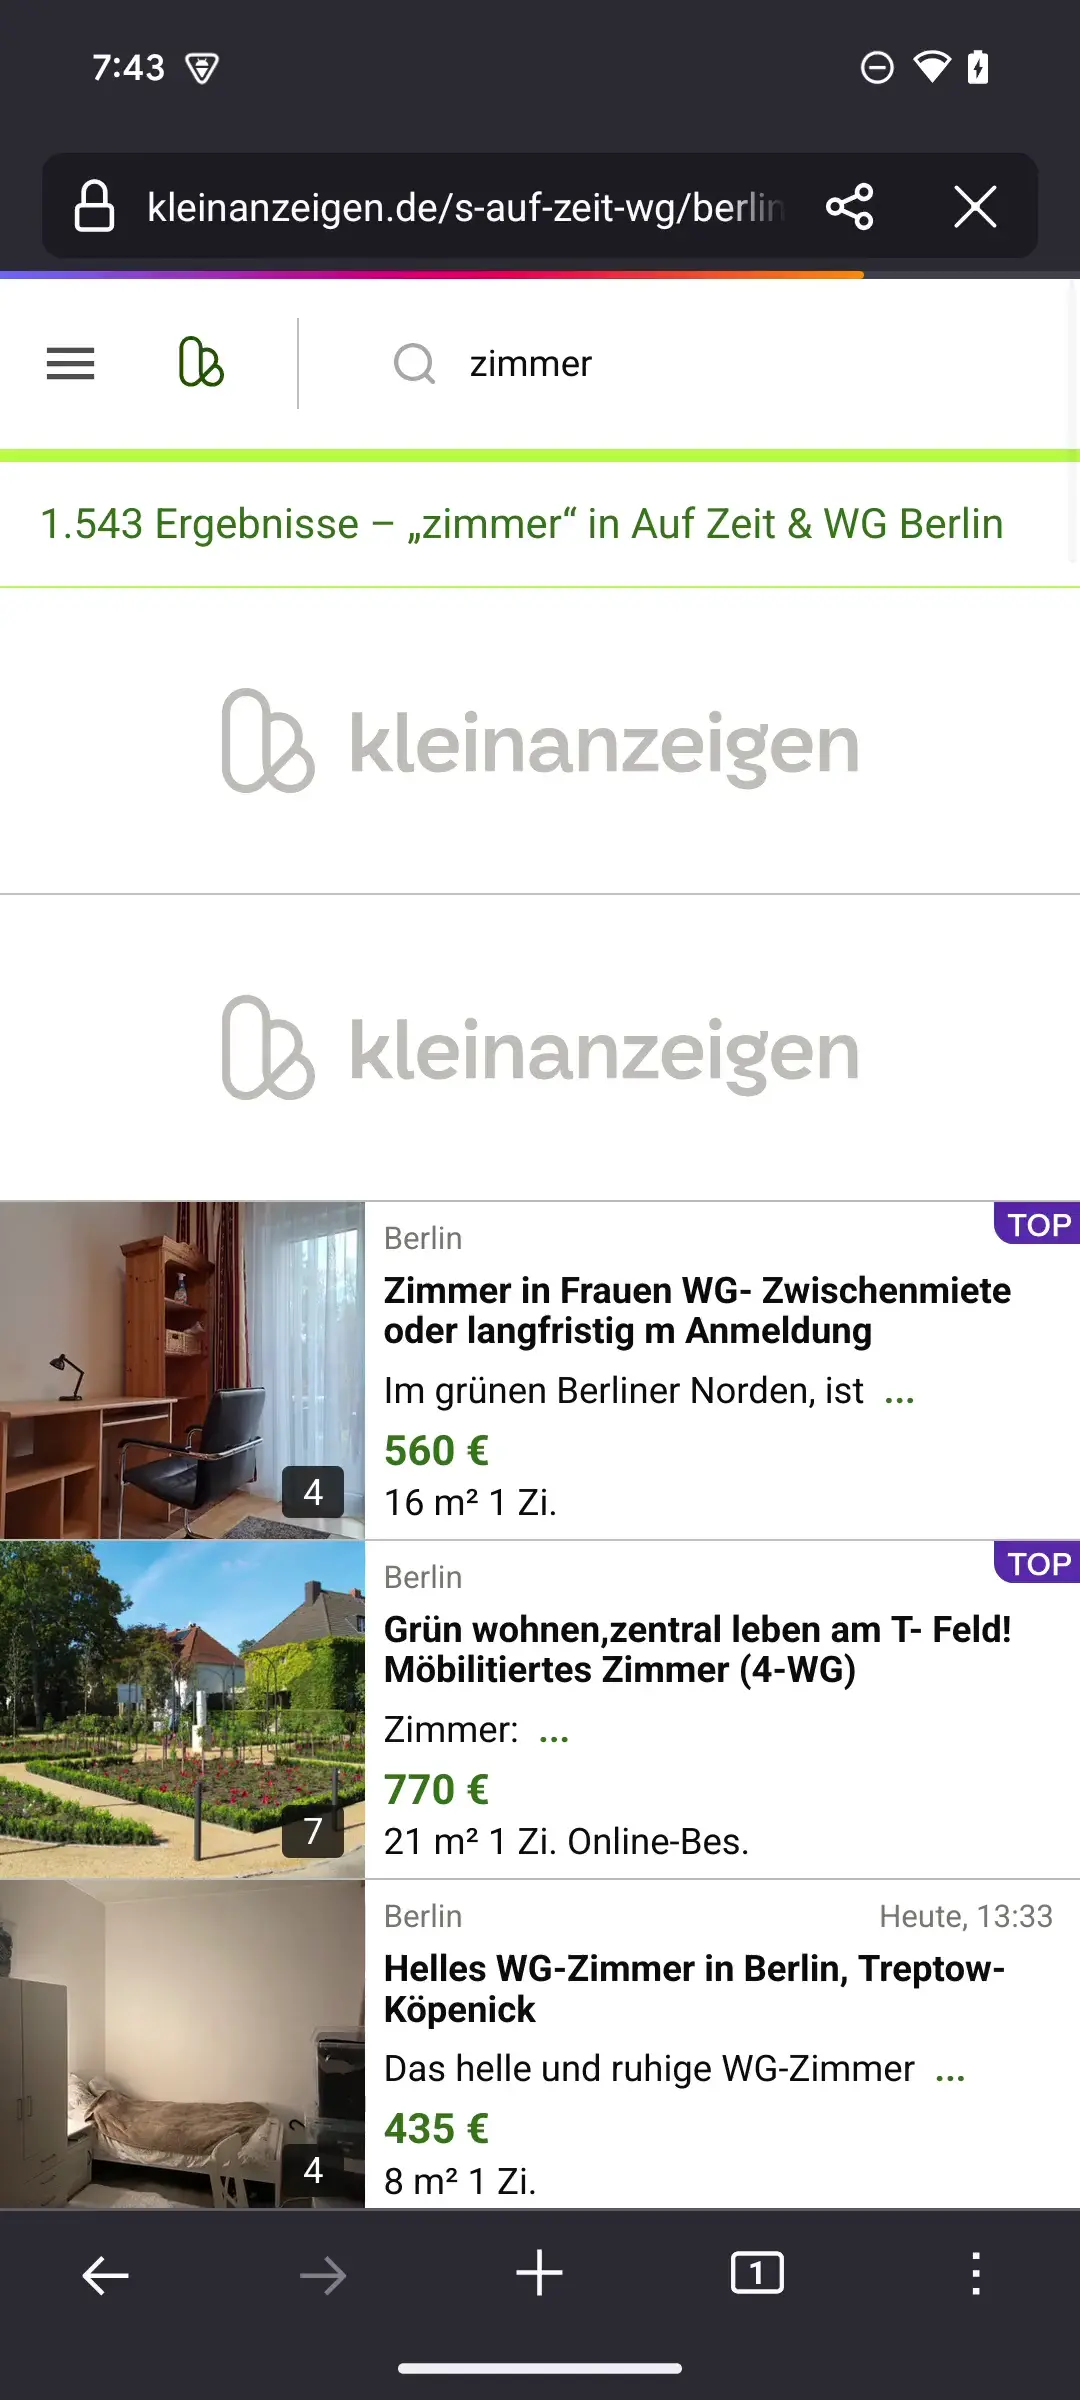 7:43
kleinanzeigen.de/s-auf-zeit-wg/berlin
zimmer
1.543 Ergebnisse – „zimmer“ in Auf Zeit & WG Berlin
kleinanzeigen
kleinanzeigen
Berlin
TOP
Zimmer in Frauen WG- Zwischenmiete
oder langfristig m Anmeldung
Im grünen Berliner Norden, ist ...
560 €
16 m² 1 Zi.
4
Berlin
TOP
Grün wohnen,zentral leben am T- Feld!
Möbilitiertes Zimmer (4-WG)
Zimmer: ...
770 €
21 m² 1 Zi. Online-Bes.
7
Berlin
Heute, 13:33
Helles WG-Zimmer in Berlin, Treptow-
Köpenick
Das helle und ruhige WG-Zimmer ...
435 €
8 m² 1 Zi.
4
1